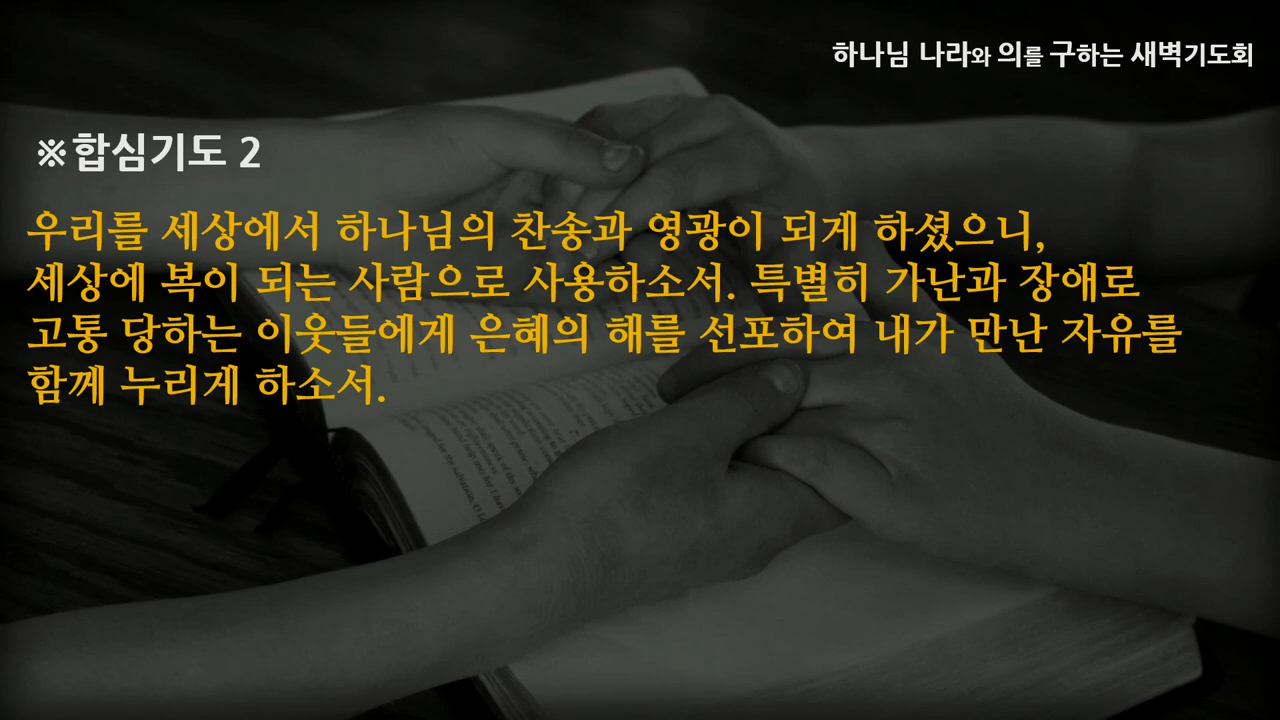 하나님 나라와 의를 구하는 새벽기도회
※합심기도 2
우리를 세상에서 하나님의 찬송과 영광이 되게 하셨으니,
세상에 복이 되는 사람으로 사용하소서. 특별히 가난과 장애로
고통 당하는 이웃들에게 은혜의 해를 선포하여 내가 만난 자유를
함께 누리게 하소서.